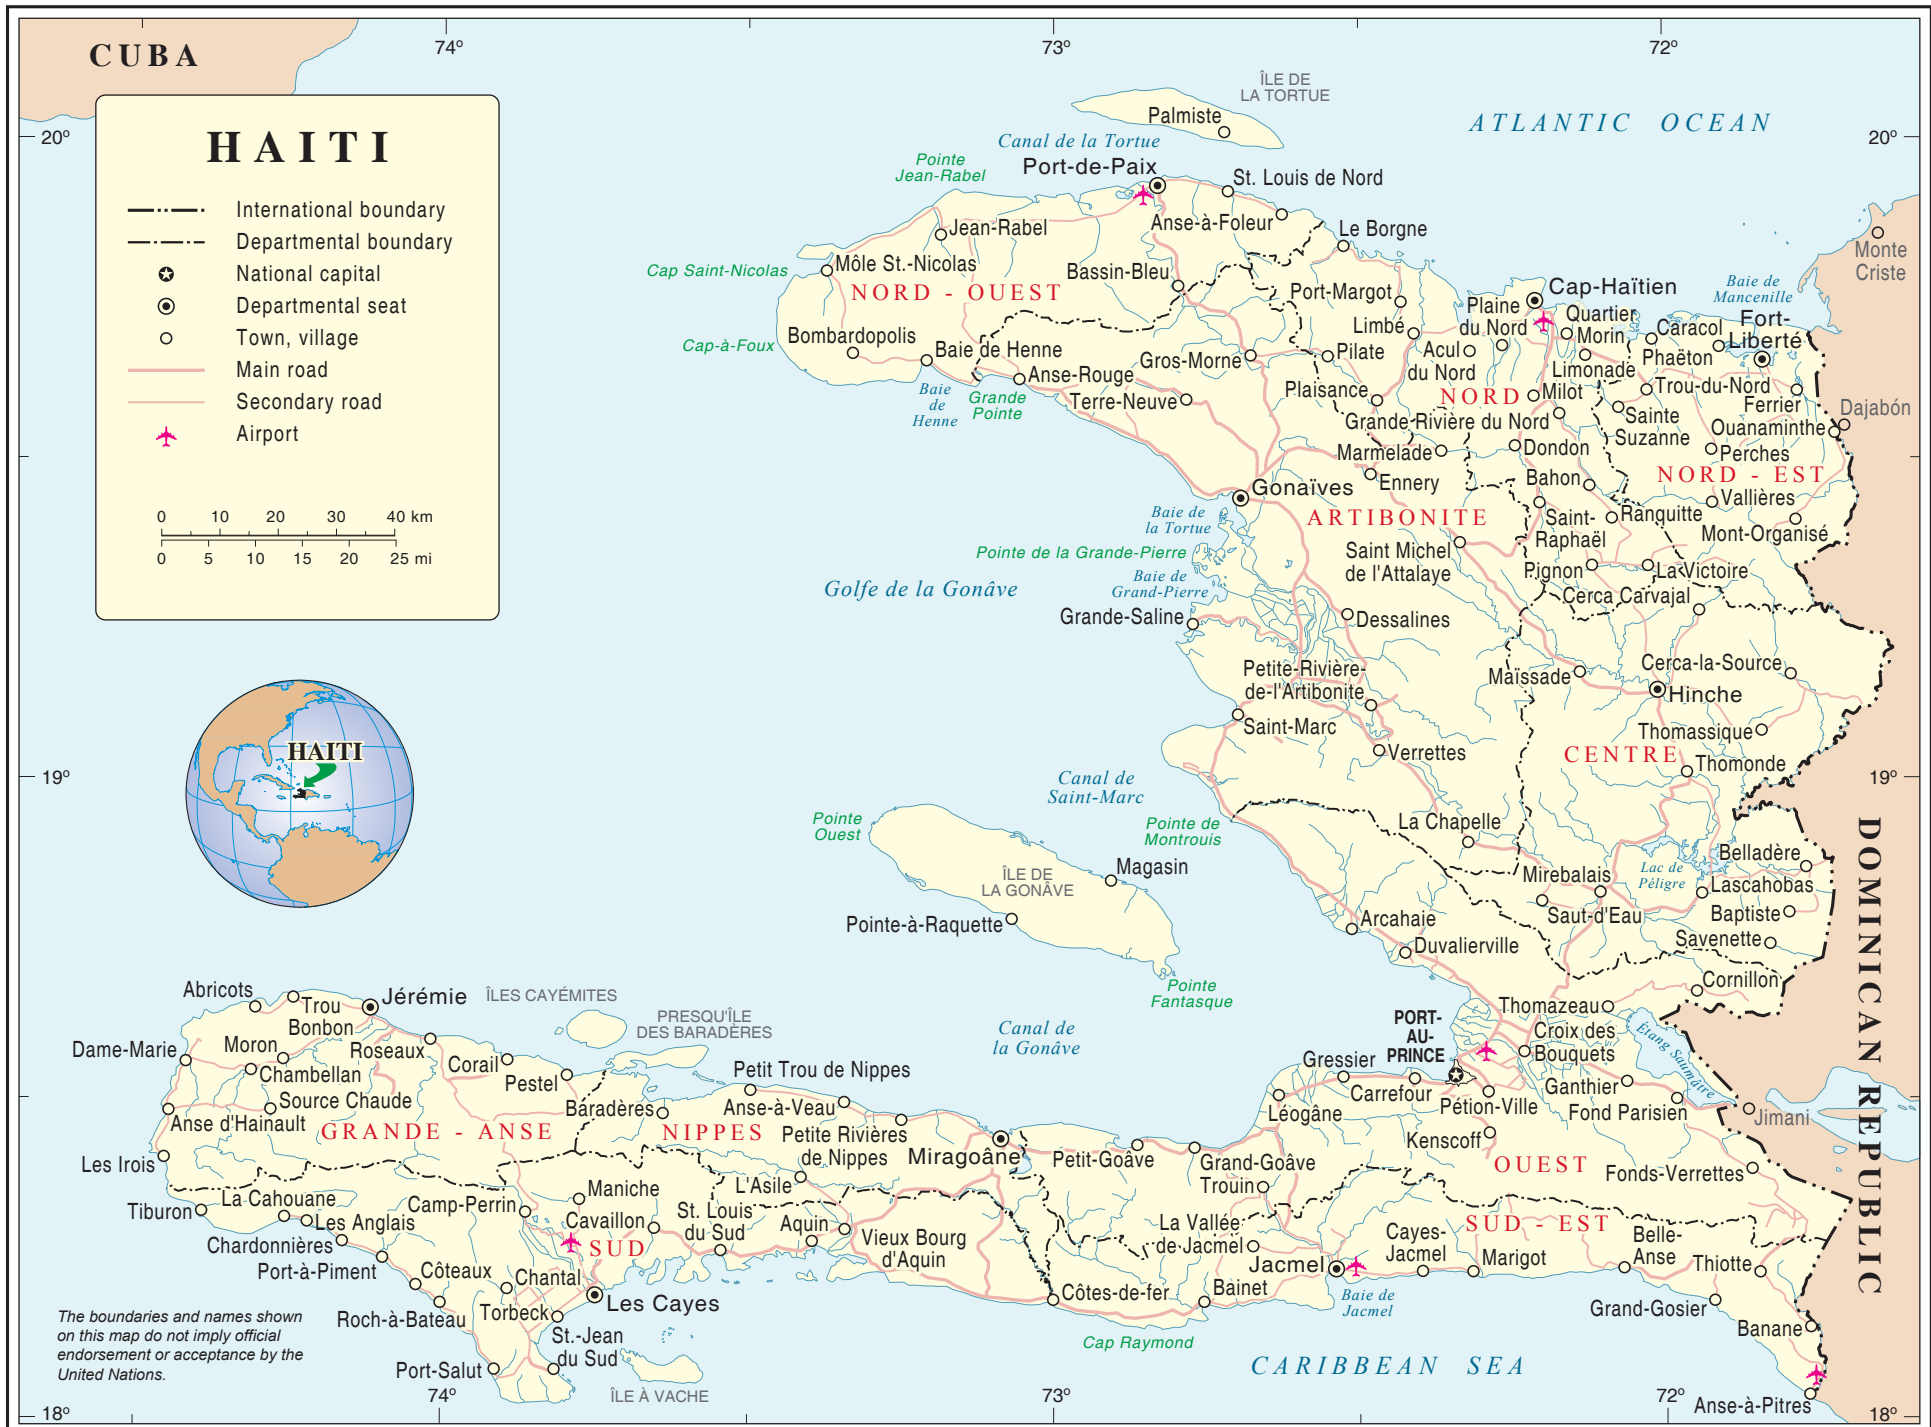 CUBA
74º
73º
72º
HAITI
International boundary
Departmental boundary
National capital
Departmental seat
Town, village
Main road
Secondary road
Airport
0 10 20 30 40 km
0 5 10 15 20 25 mi
20º
20º
19º
19º
18º
18º
ÎLE DE
LA TORTUE
Palmiste
ATLANTIC OCEAN
Canal de la Tortue
Pointe
Jean-Rabel
Port-de-Paix
St. Louis de Nord
Anse-à-Foleur
Le Borgne
Jean-Rabel
Cap Saint-Nicolas
Môle St.-Nicolas
NORD - OUEST
Bassin-Bleu
Port-Margot
Cap-Haïtien
Plaine
du Nord
Quartier
Morin
Baie de
Mancenille
Monte
Criste
Fort-
Liberté
Caracol
Phaëton
Limbé
Acul
du Nord
Limonade
Bombardopolis
Cap-à-Foux
Baie de Henne
Anse-Rouge
Gros-Morne
Pilate
Plaisance
NORD
Milot
Trou-du-Nord
Ferrier
Dajabón
Baie
de
Henne
Grande
Pointe
Terre-Neuve
Grande Rivière du Nord
Sainte
Suzanne
Ouanaminthe
Marmelade
Dondon
Perches
Ennery
Bahon
NORD - EST
Gonaïves
Vallières
ARTIBONITE
Saint-
Raphaël
Ranquitte
Mont-Organisé
Baie de
la Tortue
Pointe de la Grande-Pierre
Saint Michel
de l'Attalaye
Pignon
La Victoire
Baie de
Grand-Pierre
Golfe de la Gonâve
Cerca Carvajal
Grande-Saline
Dessalines
Petite-Rivière-
de-l'Artibonite
Maïssade
Cerca-la-Source
Hinche
Saint-Marc
Verrettes
Thomassique
CENTRE
Thomonde
HAITI
Canal de
Saint-Marc
Pointe
Ouest
Pointe de
Montrouis
La Chapelle
Belladère
Lac de
Péligre
Magasin
ÎLE DE
LA GONÂVE
Mirebalais
Lascahobas
Saut-d'Eau
Baptiste
Pointe-à-Raquette
Arcahaie
Duvalierville
Savenette
Pointe
Fantasque
Cornillon
DOMINICAN REPUBLIC
Abricots
Trou
Bonbon
Jérémie
ÎLES CAYÉMITES
PRESQU'ÎLE
DES BARADÈRES
Canal de
la Gonâve
PORT-
AU-
PRINCE
Thomazeau
Croix des
Bouquets
Étang Saumâtre
Dame-Marie
Moron
Roseaux
Corail
Pestel
Chambellan
Petit Trou de Nippes
Gressier
Carrefour
Ganthier
Source Chaude
Anse d'Hainault
Baradères
Anse-à-Veau
Léogâne
Pétion-Ville
Fond Parisien
Jimani
GRANDE - ANSE
NIPPES
Petite Rivières
de Nippes
Miragoâne
Kenscoff
Les Irois
Petit-Goâve
Grand-Goâve
OUEST
Fonds-Verrettes
Trouin
L'Asile
Maniche
La Cahouane
Tiburon
Camp-Perrin
Les Anglais
Cavaillon
St. Louis
du Sud
Aquin
La Vallée
de Jacmel
SUD - EST
Cayes-
Jacmel
Belle-
Anse
Chardonnières
SUD
Vieux Bourg
d'Aquin
Jacmel
Marigot
Thiotte
Port-à-Piment
Côteaux
Chantal
Les Cayes
Côtes-de-fer
Bainet
Baie de
Jacmel
Grand-Gosier
Roch-à-Bateau
Torbeck
Banane
St.-Jean
du Sud
Cap Raymond
CARIBBEAN SEA
Port-Salut
ÎLE À VACHE
Anse-à-Pitres
The boundaries and names shown
on this map do not imply official
endorsement or acceptance by the
United Nations.
74º
73º
72º